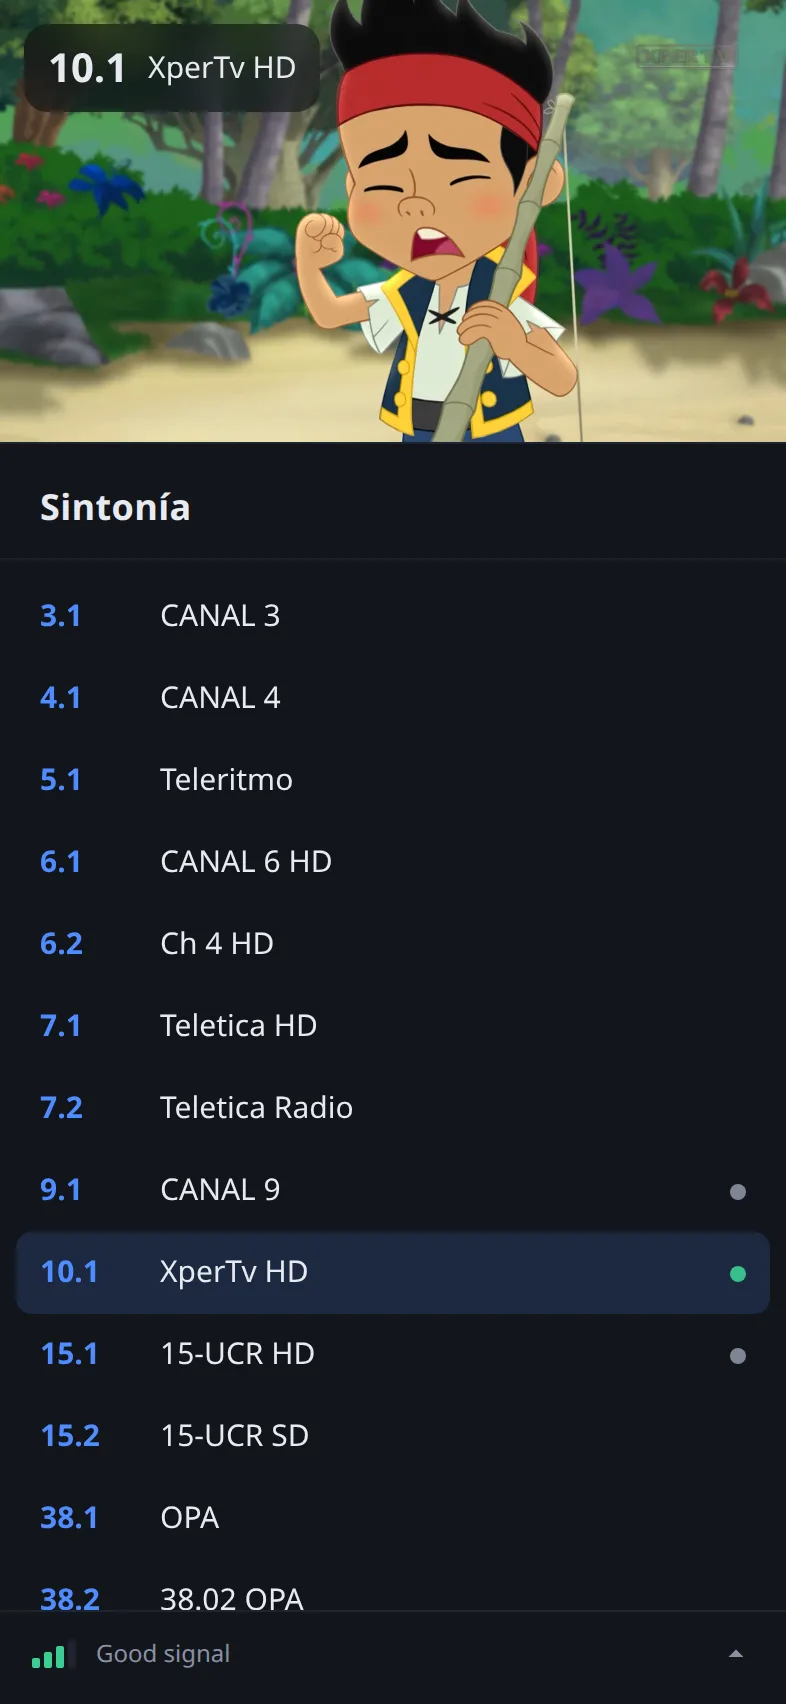 10.1 XperTv HD
XPERTV
Sintonía
3.1 CANAL 3
4.1 CANAL 4
5.1 Teleritmo
6.1 CANAL 6 HD
6.2 Ch 4 HD
7.1 Teletica HD
7.2 Teletica Radio
9.1 CANAL 9
10.1 XperTv HD
15.1 15-UCR HD
15.2 15-UCR SD
38.1 OPA
38.2 38.02 OPA
Good signal